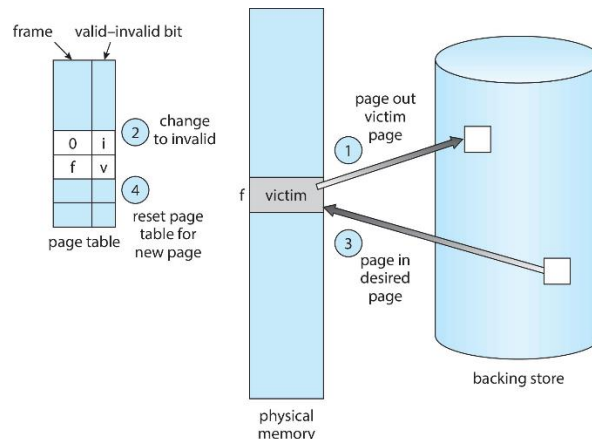 frame
valid–invalid bit
0 i
f v
2
change
to invalid
4
reset page
table for
new page
page table
f
victim
physical
memory
1
page out
victim
page
3
page in
desired
page
backing store